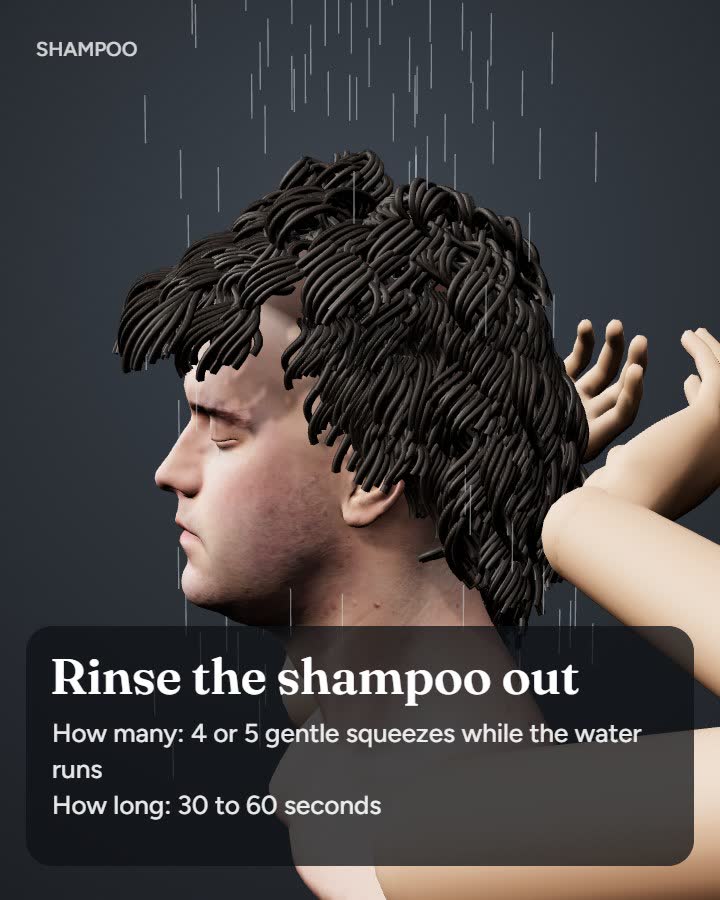 SHAMPOO
Rinse the shampoo out
How many: 4 or 5 gentle squeezes while the water
runs
How long: 30 to 60 seconds